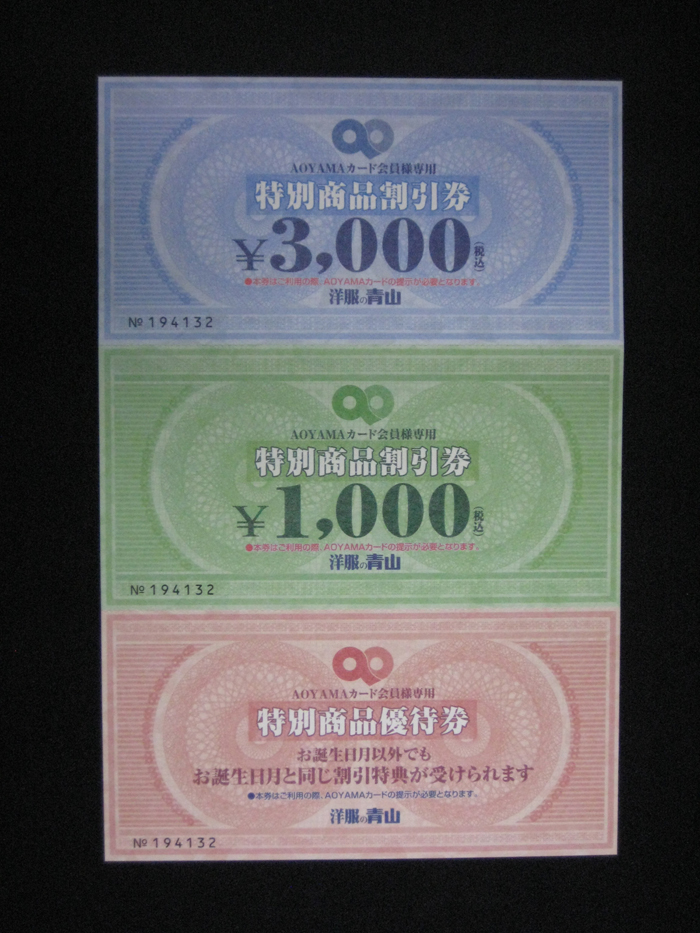 AOYAMAカード会員様専用
特別商品割引券
¥3,000(税込)
●本券はご利用の際、AOYAMAカードの提示が必要となります。
洋服の青山
№194132
AOYAMAカード会員様専用
特別商品割引券
¥1,000(税込)
●本券はご利用の際、AOYAMAカードの提示が必要となります。
洋服の青山
№194132
AOYAMAカード会員様専用
特別商品優待券
お誕生日月以外でも
お誕生日月と同じ割引特典が受けられます
●本券はご利用の際、AOYAMAカードの提示が必要となります。
洋服の青山
№194132